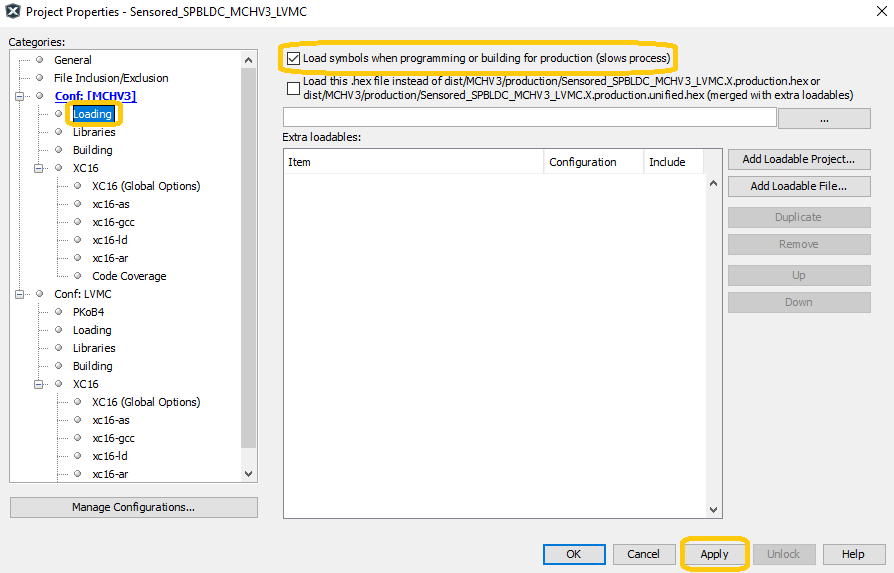 Project Properties - Sensored_SPBLDC_MCHV3_LVMC
Categories:
General
File Inclusion/Exclusion
Conf: [MCHV3]
Loading
Libraries
Building
XC16
XC16 (Global Options)
xc16-as
xc16-gcc
xc16-ld
xc16-ar
Code Coverage
Conf: LVMC
PKoB4
Loading
Libraries
Building
XC16
XC16 (Global Options)
xc16-as
xc16-gcc
xc16-ld
xc16-ar
Manage Configurations...
Load symbols when programming or building for production (slows process)
Load this .hex file instead of dist/MCHV3/production/Sensored_SPBLDC_MCHV3_LVMC.X.production.hex or
dist/MCHV3/production/Sensored_SPBLDC_MCHV3_LVMC.X.production.unified.hex (merged with extra loadables)
...
Extra loadables:
Item Configuration Include
Add Loadable Project...
Add Loadable File...
Duplicate
Remove
Up
Down
OK Cancel Apply Unlock Help